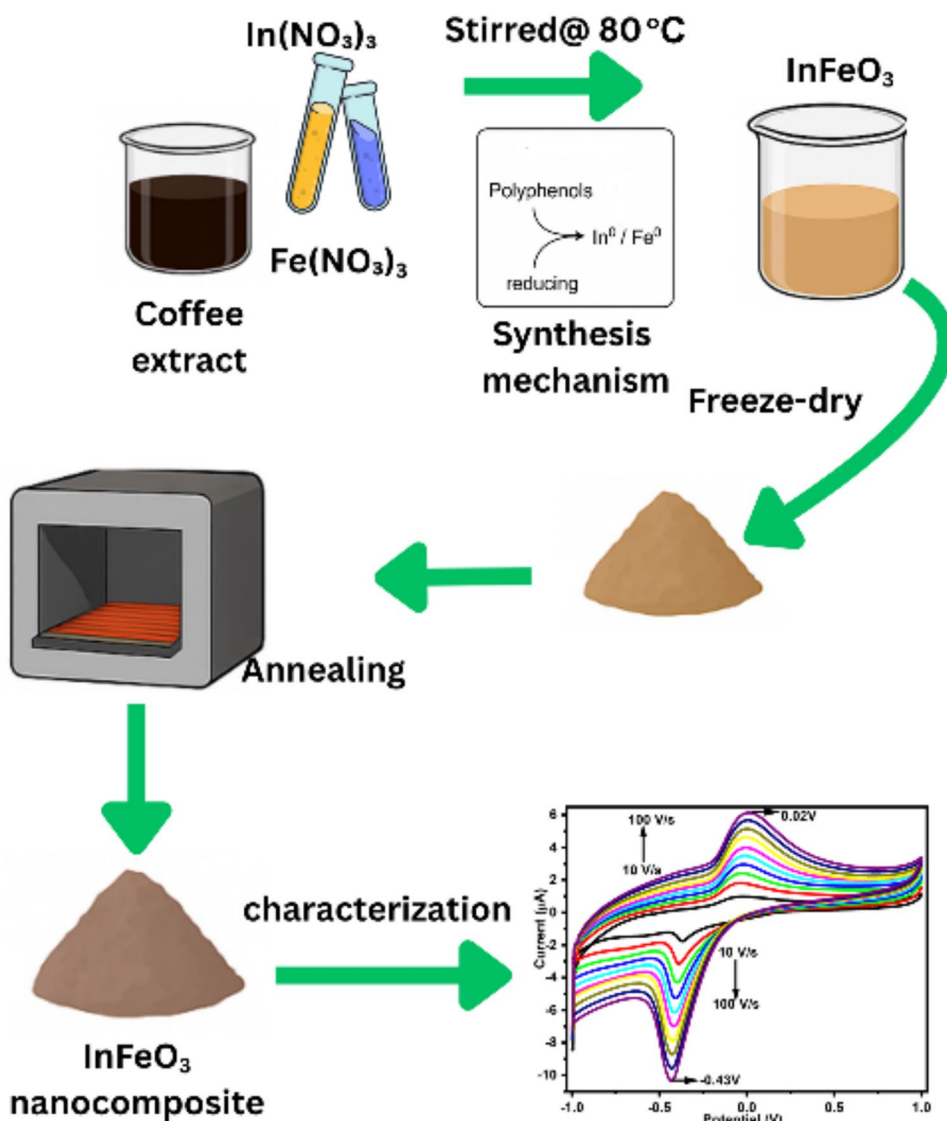 In(NO₃)₃
Stirred@ 80 °C
InFeO₃
Polyphenols
In⁰ / Fe⁰
reducing
Fe(NO₃)₃
Coffee
extract
Synthesis
mechanism
Freeze-dry
Annealing
characterization
InFeO₃
nanocomposite
6
4
2
0
-2
-4
-6
-8
-10
Current (µA)
100 V/s
10 V/s
0.02V
10 V/s
100 V/s
-0.43V
-1.0
-0.5
0.0
0.5
1.0
Potential (V)